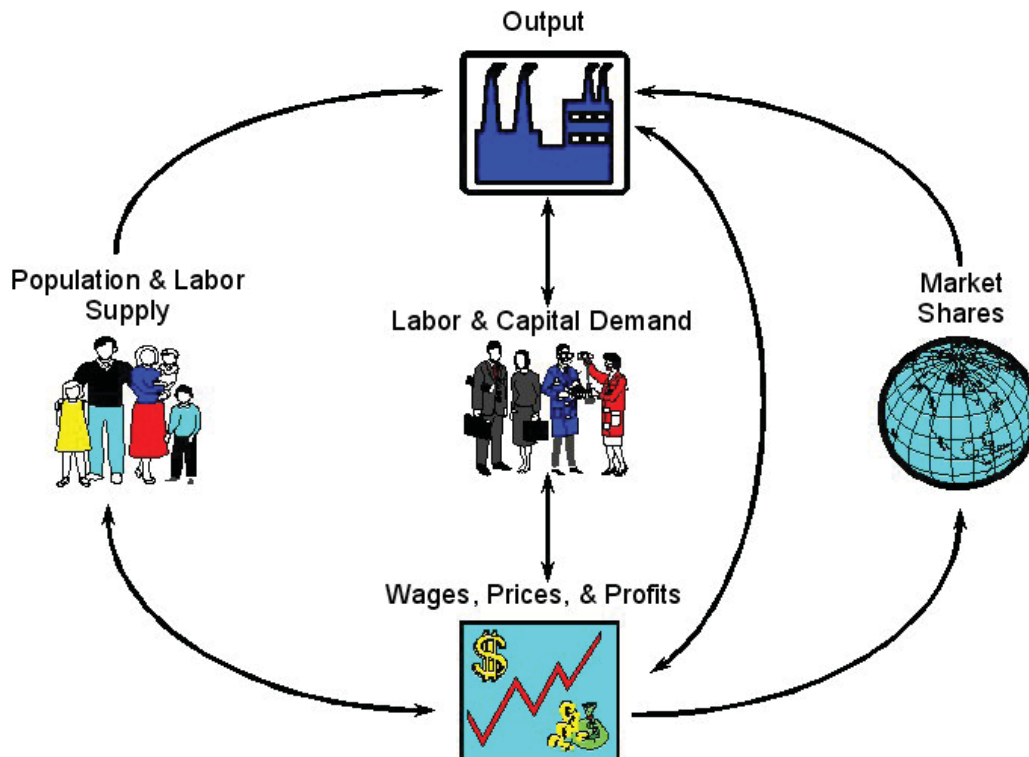 Output
Population & Labor
Supply
Labor & Capital Demand
Market
Shares
Wages, Prices, & Profits
$